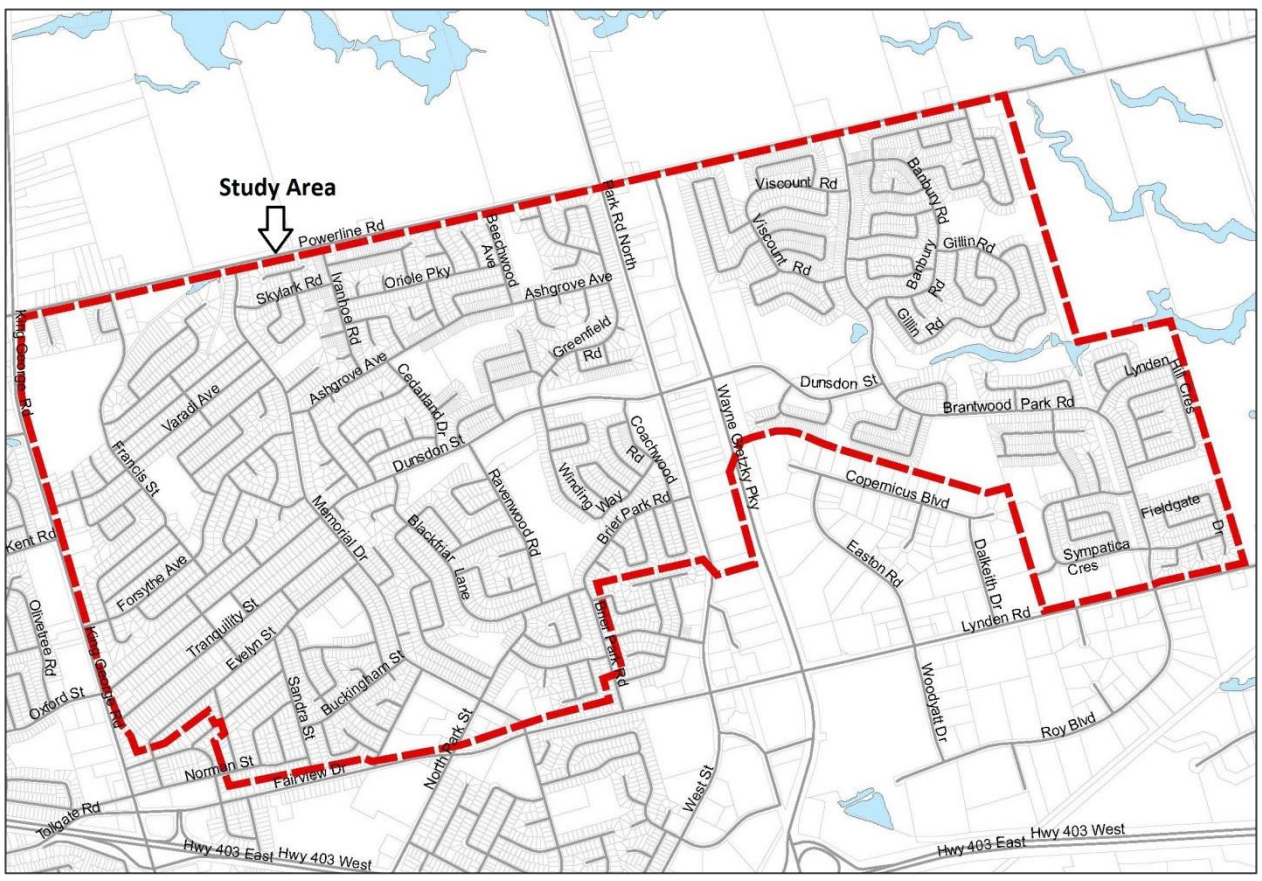 Study Area
Powerline Rd
Park Rd North
Viscount Rd
Banbury Rd
Beechwood
Ave
Gillin Rd
Viscount Rd
Banbury
Rd
Skylark Rd
Ivanhoe Rd
Oriole Pky
Ashgrove Ave
Gillin
Rd
King George Rd
Greenfield
Rd
Ashgrove Ave
Cedarland Dr
Lynden
Hill Cres
Varadi Ave
Dunsdon St
Brantwood Park Rd
Wayne Gretzky Pky
Francis St
Dunsdon St
Coachwood
Rd
Winding
Way
Ravenwood Rd
Copernicus Blvd
Memorial Dr
Brier Park Rd
Fieldgate
Dr
Kent Rd
Blackfriar
Lane
Easton Rd
Dalkeith Dr
Sympatica
Cres
Forsythe Ave
Olivetree Rd
Tranquility St
Evelyn St
Brier Park Rd
Lynden Rd
King George Rd
Oxford St
Sandra St
Buckingham St
Woodyatt Dr
Roy Blvd
North Park St
Norman St
Fairview Dr
West St
Tollgate Rd
Hwy 403 East
Hwy 403 West
Hwy 403 East
Hwy 403 West